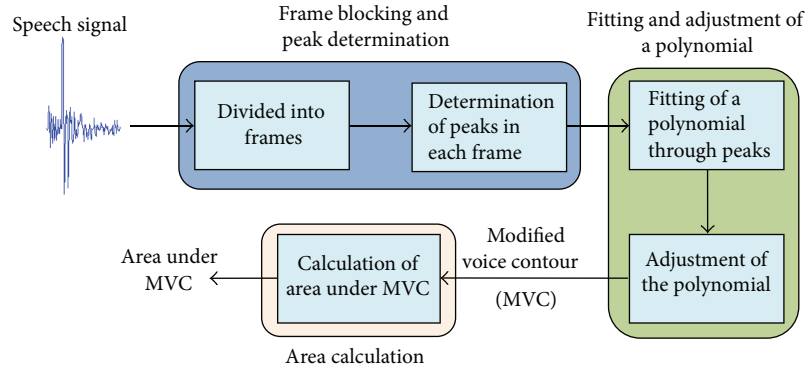 Speech signal
Frame blocking and
peak determination
Fitting and adjustment of
a polynomial
Divided into
frames
Determination
of peaks in
each frame
Fitting of a
polynomial
through peaks
Area under
MVC
Calculation of
area under MVC
Modified
voice contour
(MVC)
Adjustment of
the polynomial
Area calculation